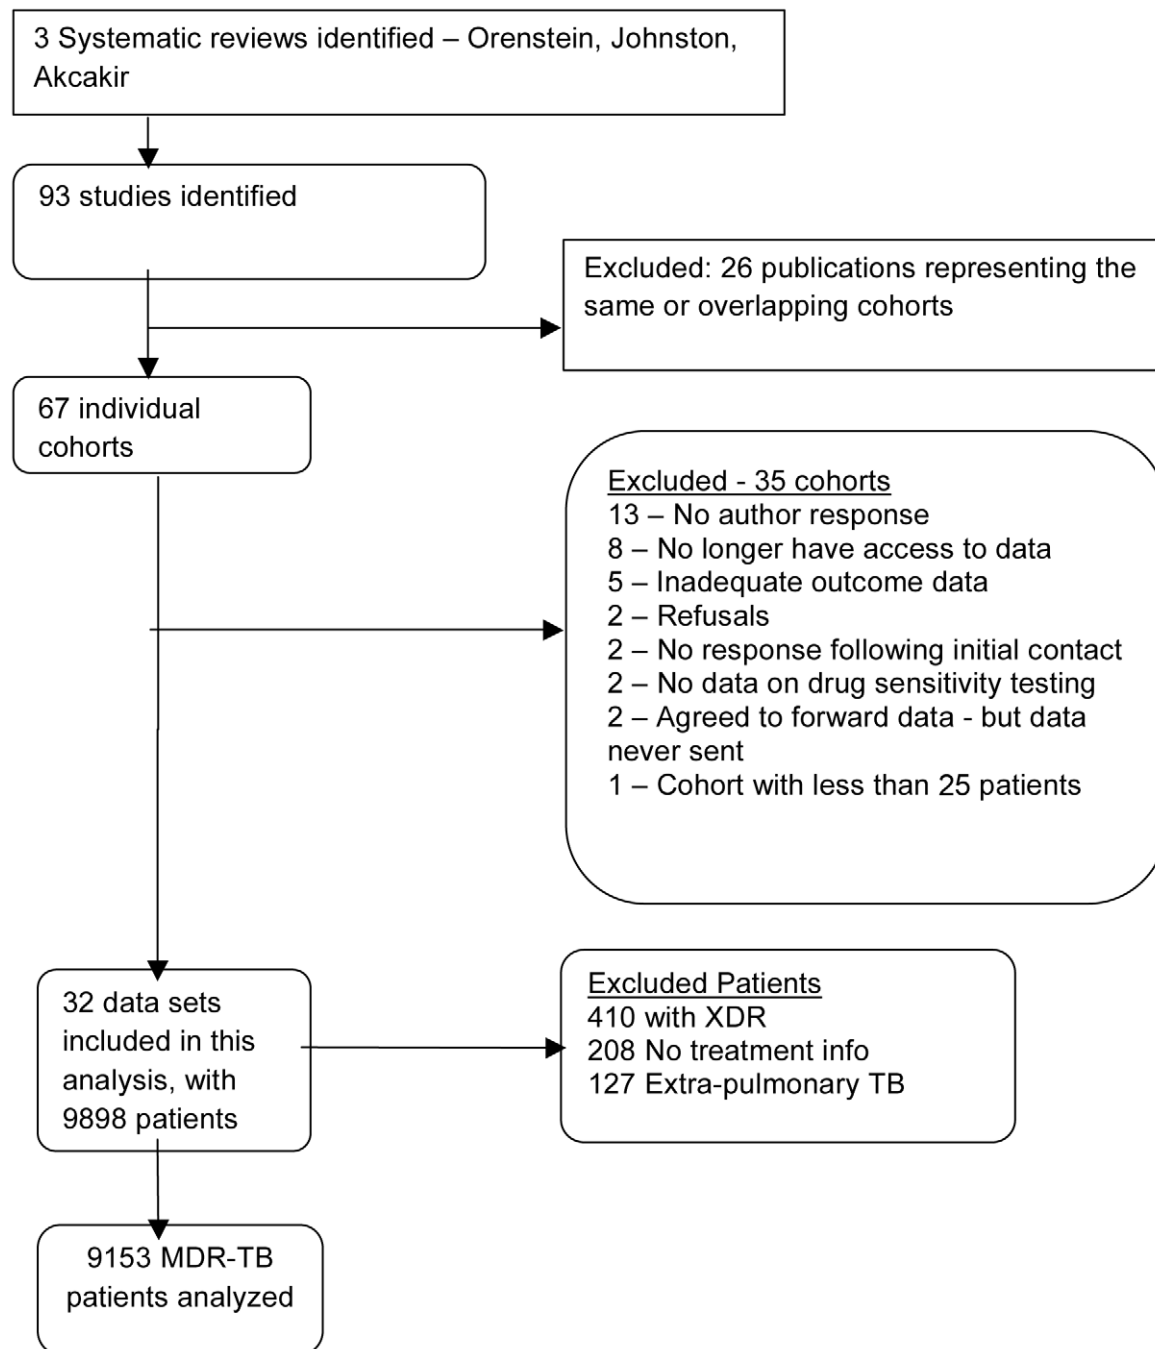 3 Systematic reviews identified – Orenstein, Johnston,
Akcakir
93 studies identified
Excluded: 26 publications representing the
same or overlapping cohorts
67 individual
cohorts
Excluded - 35 cohorts
13 – No author response
8 – No longer have access to data
5 – Inadequate outcome data
2 – Refusals
2 – No response following initial contact
2 – No data on drug sensitivity testing
2 – Agreed to forward data - but data
never sent
1 – Cohort with less than 25 patients
32 data sets
included in this
analysis, with
9898 patients
Excluded Patients
410 with XDR
208 No treatment info
127 Extra-pulmonary TB
9153 MDR-TB
patients analyzed